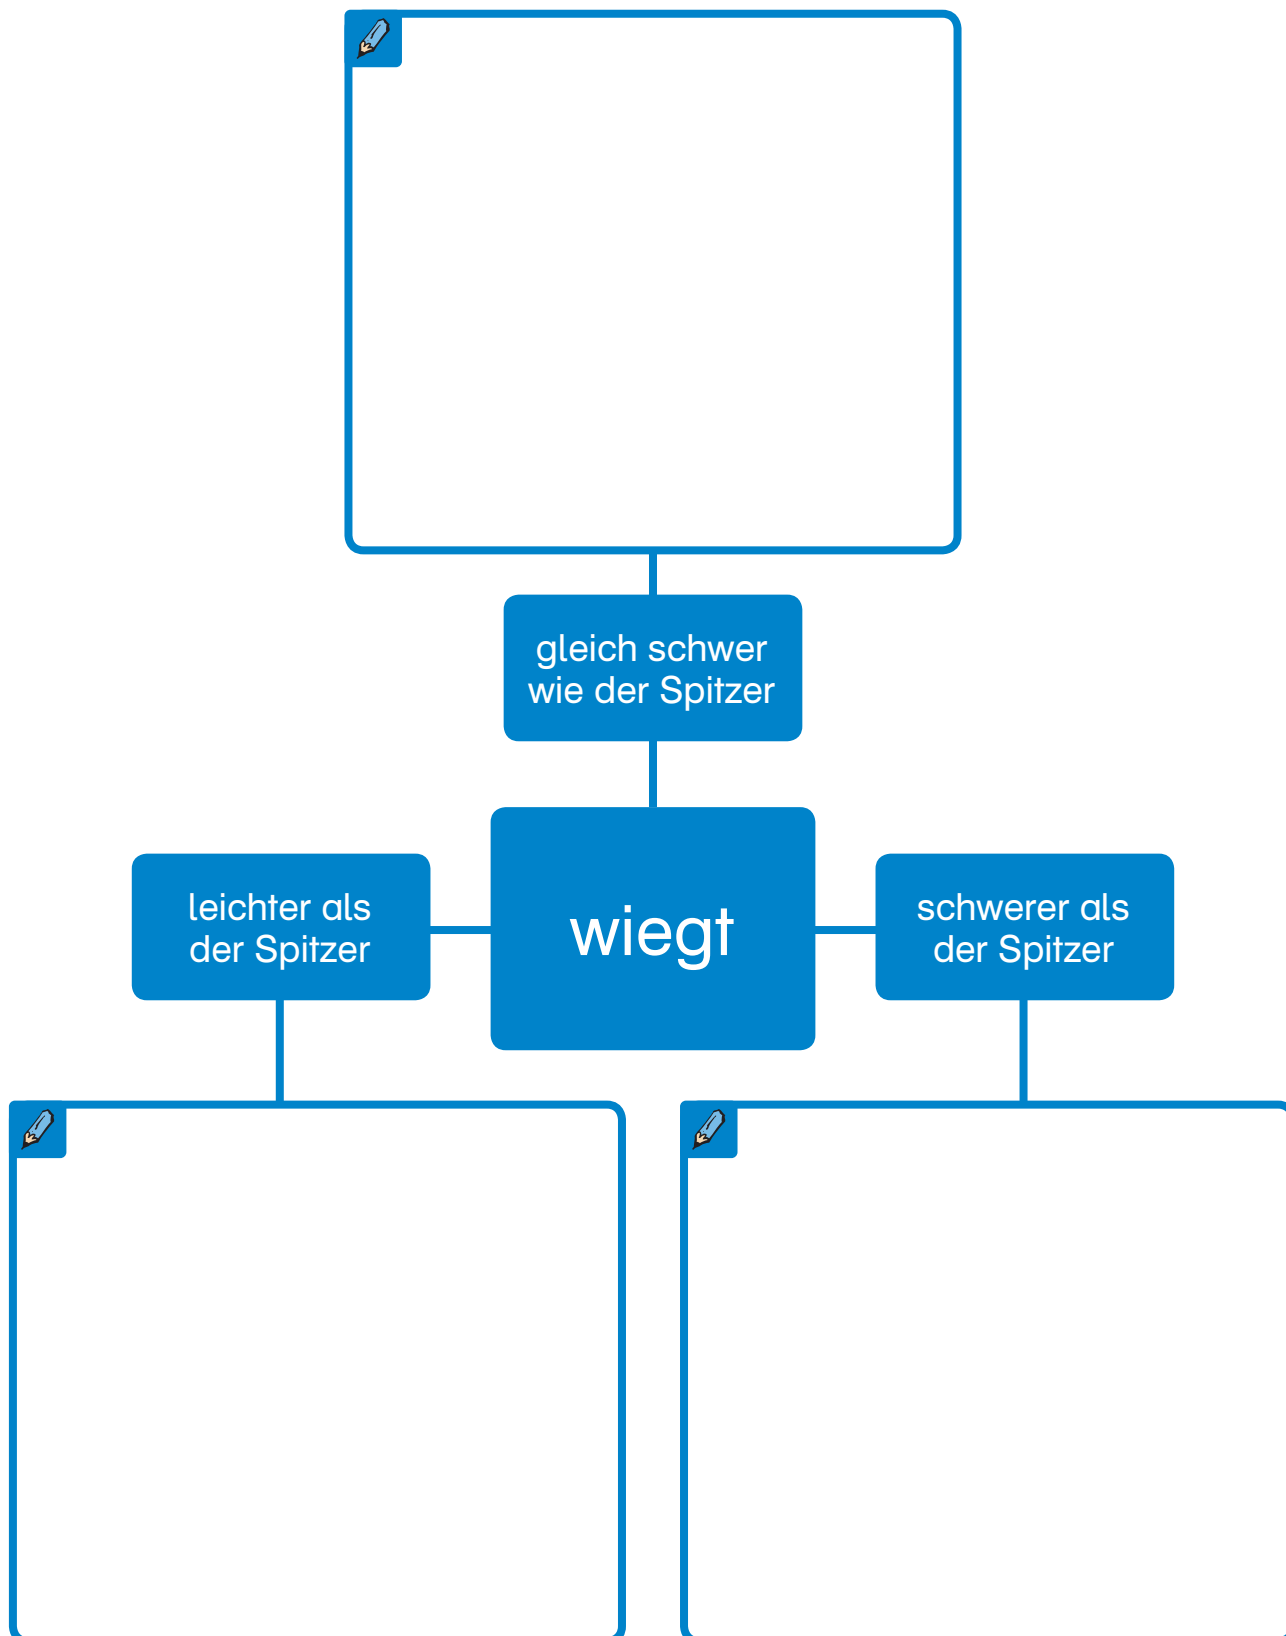 gleich schwer
wie der Spitzer
leichter als
der Spitzer
wiegt
schwerer als
der Spitzer